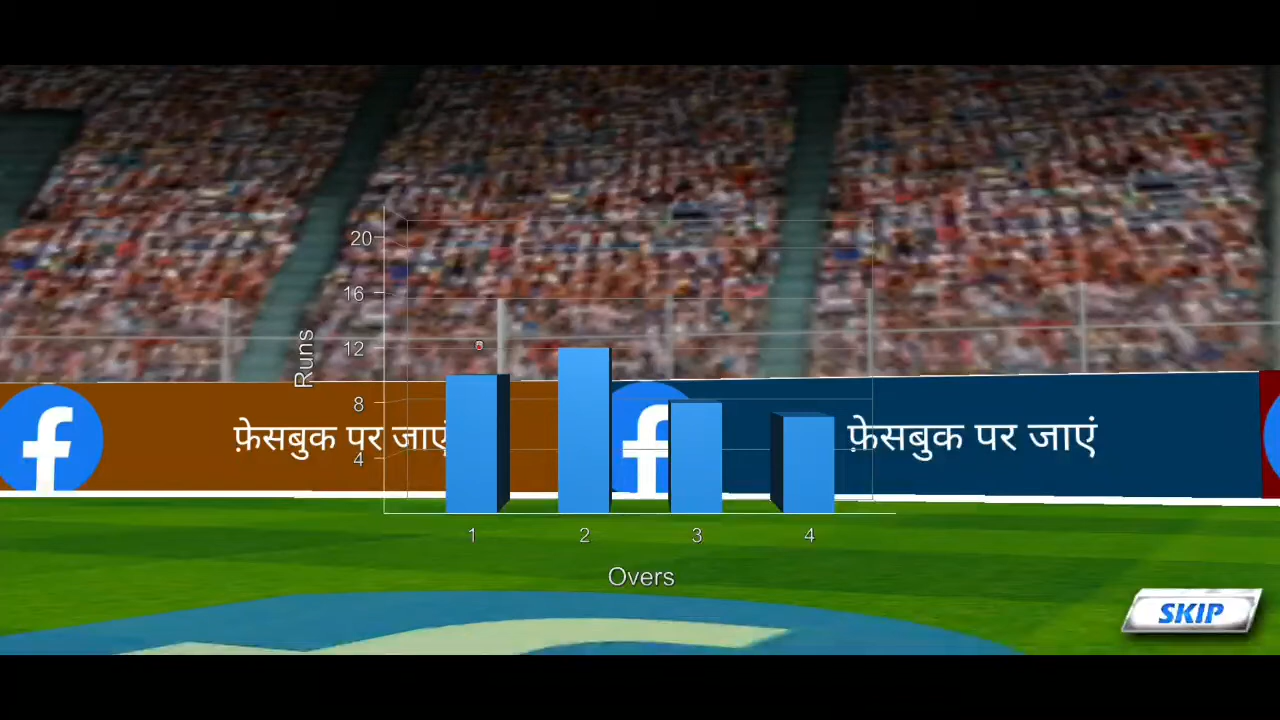 20
16
12
8
4
Runs
फ़ेसबुक पर जाएं
फ़ेसबुक पर जाएं
1 2 3 4
Overs
SKIP